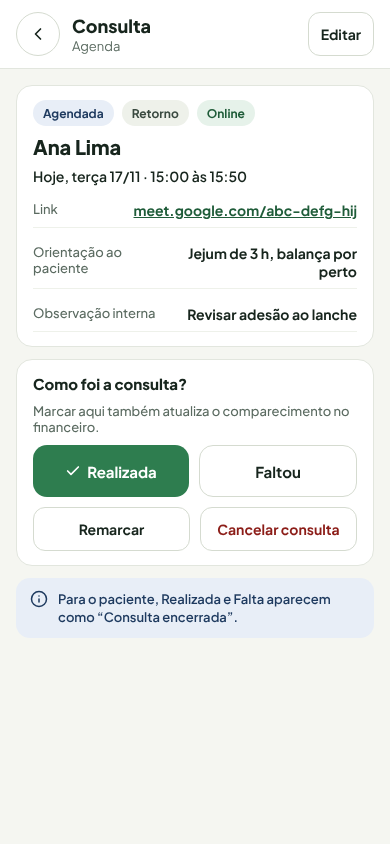 Consulta
Agenda
Editar
Agendada
Retorno
Online
Ana Lima
Hoje, terça 17/11 · 15:00 às 15:50
Link
meet.google.com/abc-defg-hij
Orientação ao
paciente
Jejum de 3 h, balança por
perto
Observação interna
Revisar adesão ao lanche
Como foi a consulta?
Marcar aqui também atualiza o comparecimento no
financeiro.
Realizada
Faltou
Remarcar
Cancelar consulta
Para o paciente, Realizada e Falta aparecem
como “Consulta encerrada”.